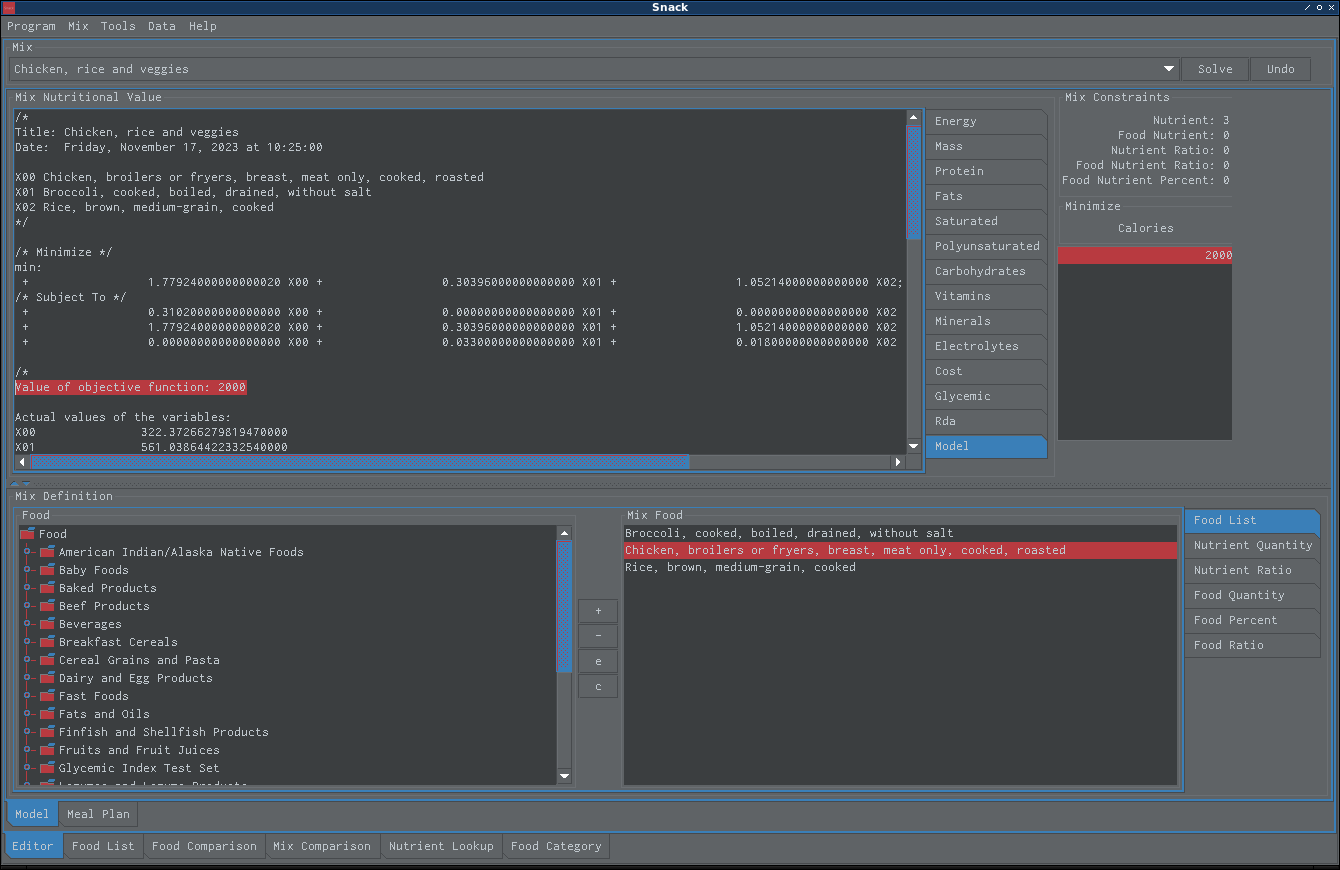 Snack
Program Mix Tools Data Help
Mix
Chicken, rice and veggies
Solve
Undo
Mix Nutritional Value
/*
Title: Chicken, rice and veggies
Date:  Friday, November 17, 2023 at 10:25:00
X00 Chicken, broilers or fryers, breast, meat only, cooked, roasted
X01 Broccoli, cooked, boiled, drained, without salt
X02 Rice, brown, medium-grain, cooked
*/
/* Minimize */
min:
+ 1.77924000000000020 X00 + 0.30396000000000000 X01 + 1.05214000000000000 X02;
/* Subject To */
+ 0.31020000000000000 X00 + 0.00000000000000000 X01 + 0.00000000000000000 X02
+ 1.77924000000000020 X00 + 0.30396000000000000 X01 + 1.05214000000000000 X02
+ 0.00000000000000000 X00 + 0.03300000000000000 X01 + 0.01800000000000000 X02
/*
Value of objective function: 2000
Actual values of the variables:
X00 322.37266279819470000
X01 561.03864422332540000
Energy
Mass
Protein
Fats
Saturated
Polyunsaturated
Carbohydrates
Vitamins
Minerals
Electrolytes
Cost
Glycemic
Rda
Model
Mix Constraints
Nutrient: 3
Food Nutrient: 0
Nutrient Ratio: 0
Food Nutrient Ratio: 0
Food Nutrient Percent: 0
Minimize
Calories
2000
Mix Definition
Food
Food
American Indian/Alaska Native Foods
Baby Foods
Baked Products
Beef Products
Beverages
Breakfast Cereals
Cereal Grains and Pasta
Dairy and Egg Products
Fast Foods
Fats and Oils
Finfish and Shellfish Products
Fruits and Fruit Juices
Glycemic Index Test Set
+
-
e
c
Mix Food
Broccoli, cooked, boiled, drained, without salt
Chicken, broilers or fryers, breast, meat only, cooked, roasted
Rice, brown, medium-grain, cooked
Food List
Nutrient Quantity
Nutrient Ratio
Food Quantity
Food Percent
Food Ratio
Model
Meal Plan
Editor
Food List
Food Comparison
Mix Comparison
Nutrient Lookup
Food Category